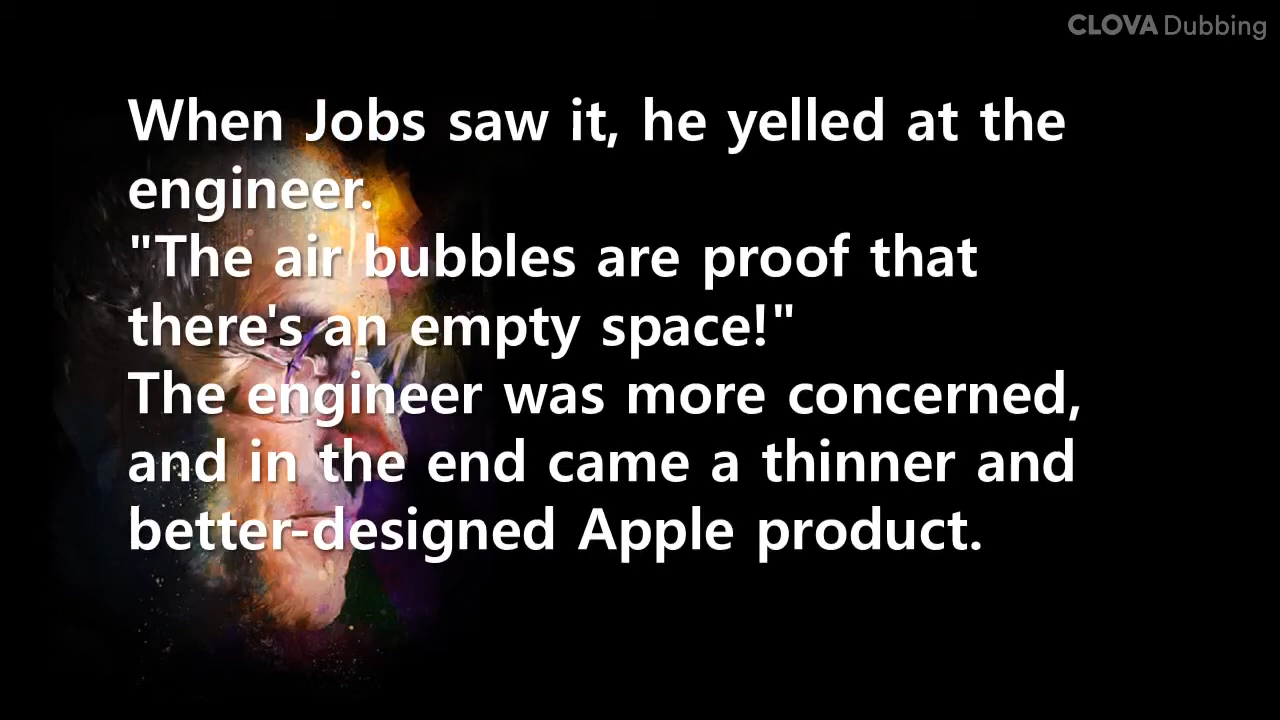 CLOVA Dubbing
When Jobs saw it, he yelled at the
engineer.
"The air bubbles are proof that
there's an empty space!"
The engineer was more concerned,
and in the end came a thinner and
better-designed Apple product.